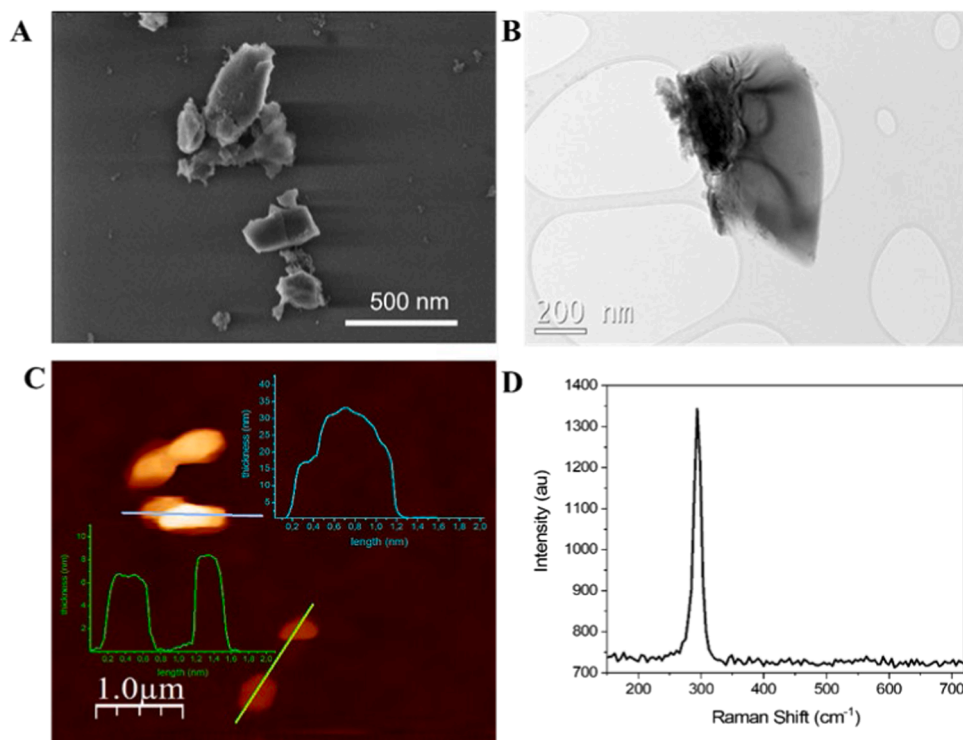 A
500 nm
B
200 nm
C
thickness (nm)
40
35
30
25
20
15
10
5
0,2 0,4 0,6 0,8 1,0 1,2 1,4 1,6 1,8 2,0
length (nm)
thickness (nm)
10
8
6
4
2
0,2 0,4 0,6 0,8 1,0 1,2 1,4 1,6 1,8 2,0
length (nm)
1.0µm
D
Intensity (au)
1400
1300
1200
1100
1000
900
800
700
200 300 400 500 600 700
Raman Shift (cm⁻¹)